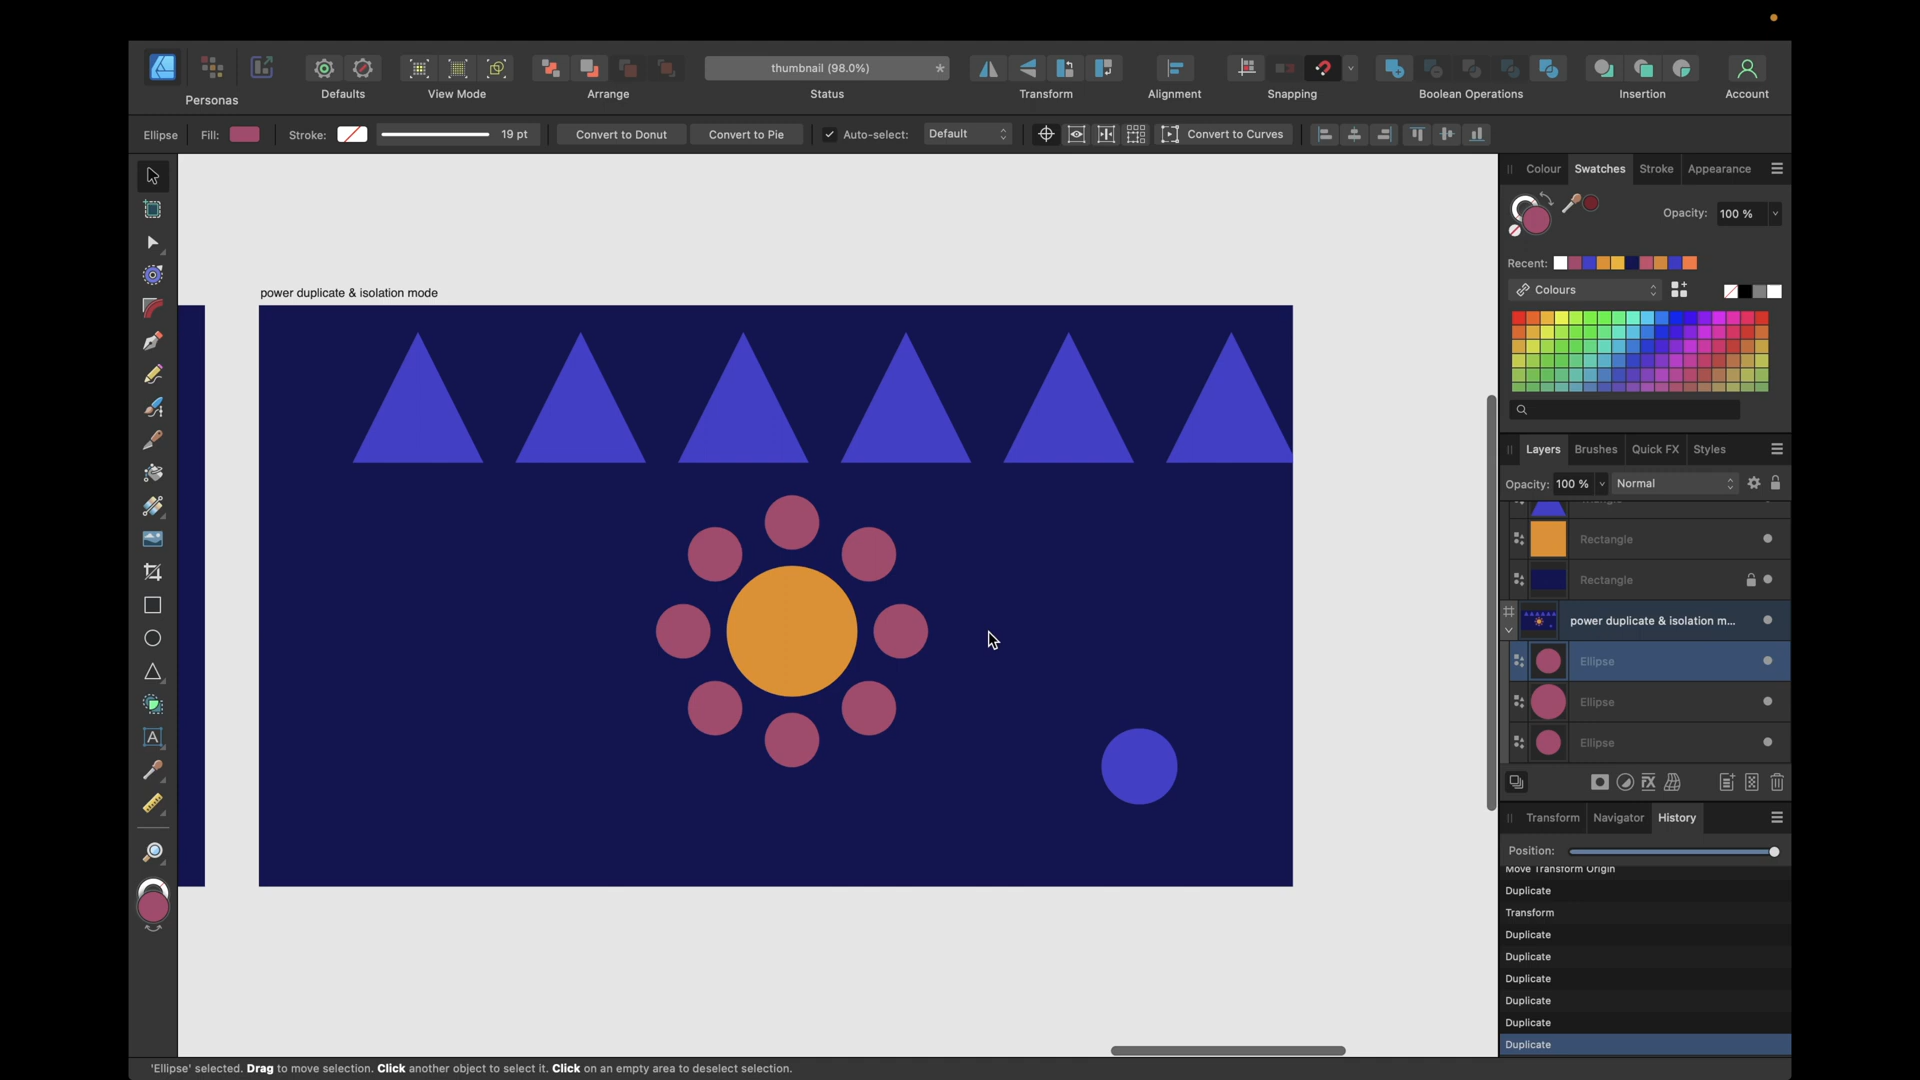 thumbnail (98.0%)
*
Personas
Defaults
View Mode
Arrange
Status
Transform
Alignment
Snapping
Boolean Operations
Insertion
Account
Ellipse
Fill:
Stroke:
19 pt
Convert to Donut
Convert to Pie
Auto-select:
Default
Convert to Curves
Colour
Swatches
Stroke
Appearance
Opacity:
100 %
Recent:
Colours
power duplicate & isolation mode
Layers
Brushes
Quick FX
Styles
Opacity:
100 %
Normal
Triangle
Rectangle
Rectangle
power duplicate & isolation m...
Ellipse
Ellipse
Ellipse
A
Transform
Navigator
History
Position:
Move Transform Origin
Duplicate
Transform
Duplicate
Duplicate
Duplicate
Duplicate
Duplicate
Duplicate
'Ellipse' selected. Drag to move selection. Click another object to select it. Click on an empty area to deselect selection.